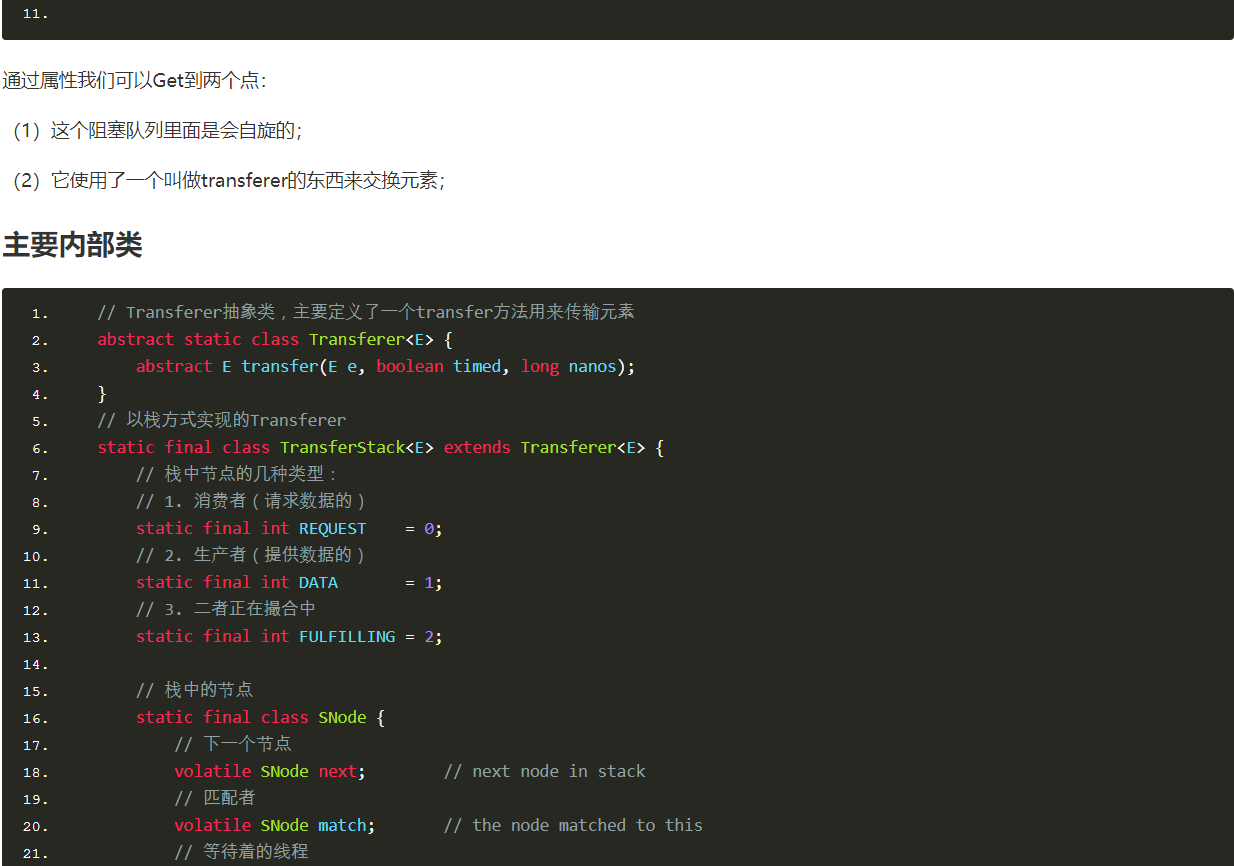 11.
通过属性我们可以Get到两个点：
（1）这个阻塞队列里面是会自旋的；
（2）它使用了一个叫做transferer的东西来交换元素；
主要内部类
1. // Transferer抽象类，主要定义了一个transfer方法用来传输元素
2. abstract static class Transferer<E> {
3. abstract E transfer(E e, boolean timed, long nanos);
4. }
5. // 以栈方式实现的Transferer
6. static final class TransferStack<E> extends Transferer<E> {
7. // 栈中节点的几种类型：
8. // 1. 消费者（请求数据的）
9. static final int REQUEST    = 0;
10. // 2. 生产者（提供数据的）
11. static final int DATA       = 1;
12. // 3. 二者正在撮合中
13. static final int FULFILLING = 2;
14.
15. // 栈中的节点
16. static final class SNode {
17. // 下一个节点
18. volatile SNode next;        // next node in stack
19. // 匹配者
20. volatile SNode match;       // the node matched to this
21. // 等待着的线程